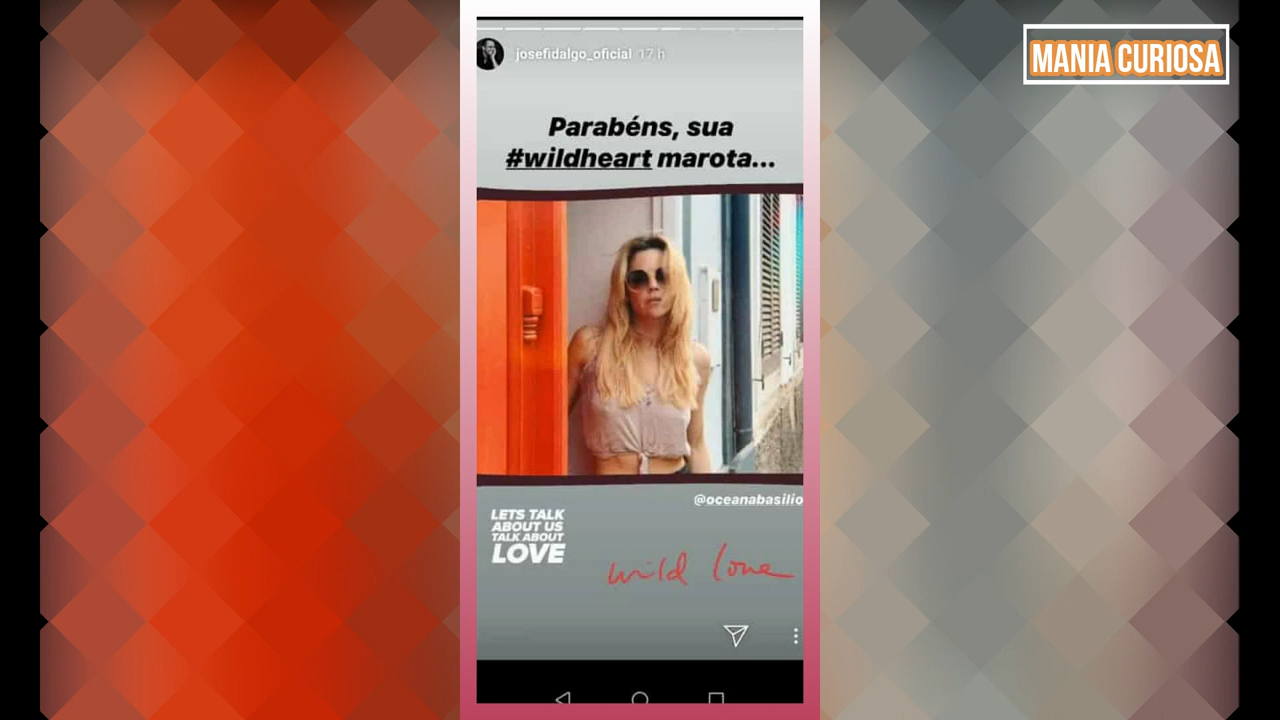 MANIA CURIOSA
josefidalgo_oficial 17 h
Parabéns, sua
#wildheart marota...
@oceanabasilio
LETS TALK
ABOUT US
TALK ABOUT
LOVE
wild love